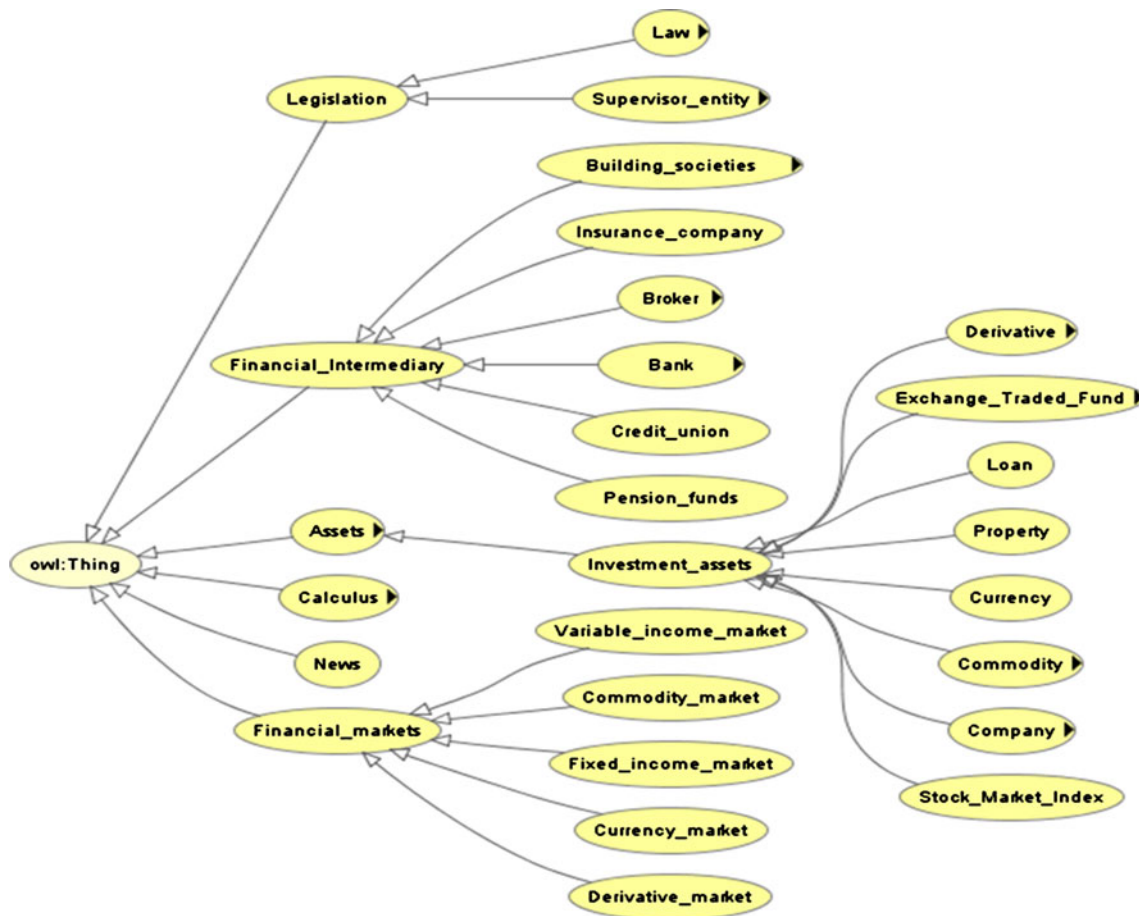 Law
Legislation
Supervisor_entity
Building_societies
Insurance_company
Broker
Derivative
Financial_Intermediary
Bank
Exchange_Traded_Fund
Credit_union
Loan
Pension_funds
Assets
Property
owl:Thing
Investment_assets
Calculus
Currency
Variable_income_market
News
Commodity
Commodity_market
Financial_markets
Company
Fixed_income_market
Stock_Market_Index
Currency_market
Derivative_market